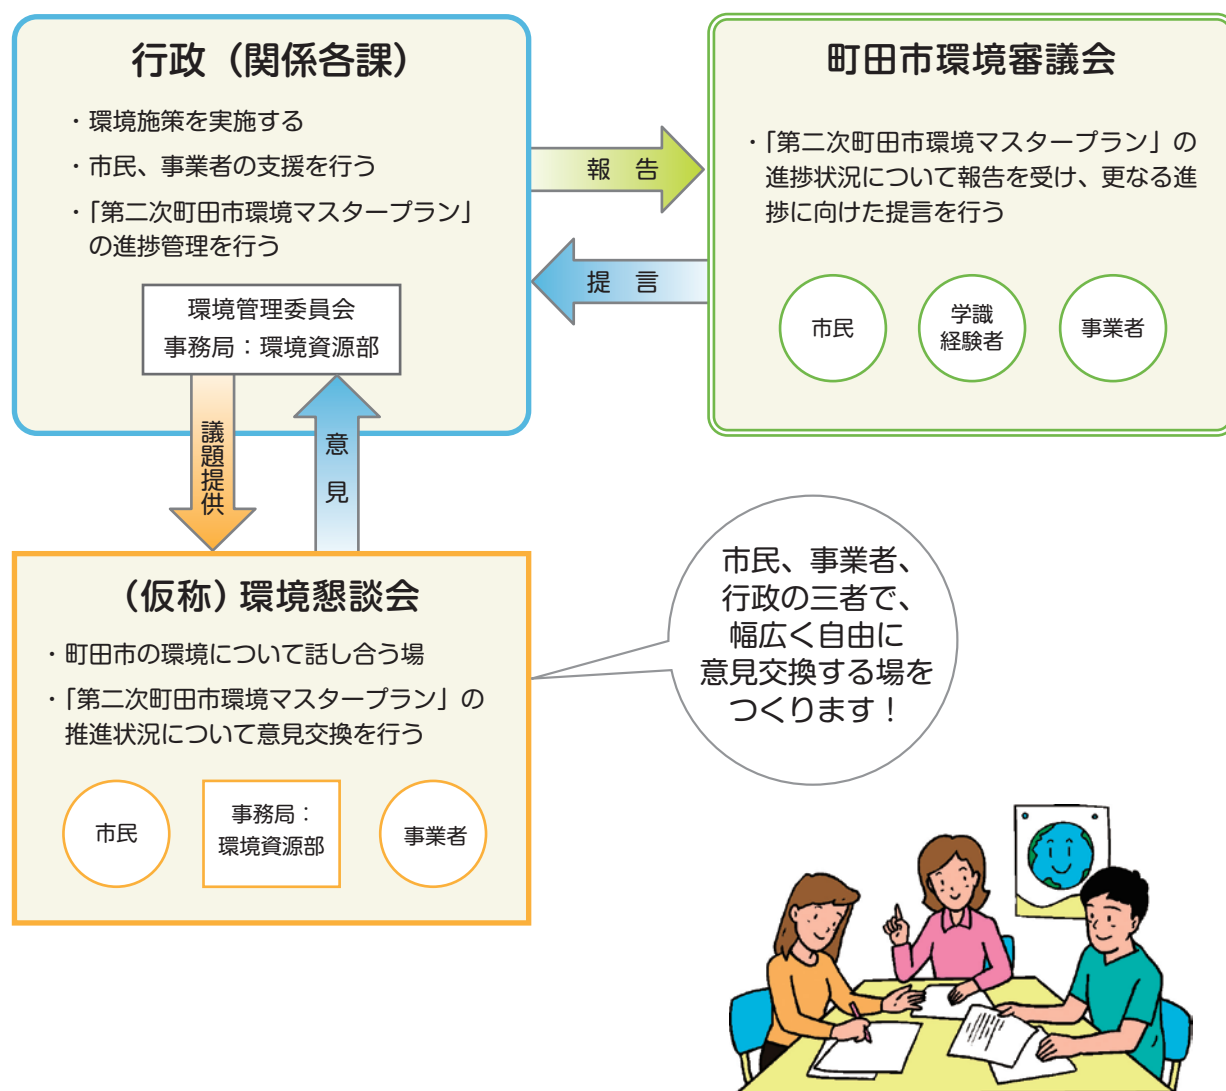 行政（関係各課）
・環境施策を実施する
・市民、事業者の支援を行う
・「第二次町田市環境マスタープラン」
の進捗管理を行う
環境管理委員会
事務局：環境資源部
報　告
提　言
町田市環境審議会
・「第二次町田市環境マスタープラン」の
進捗状況について報告を受け、更なる進
捗に向けた提言を行う
市民
学識
経験者
事業者
議題提供
意見
（仮称）環境懇談会
・町田市の環境について話し合う場
・「第二次町田市環境マスタープラン」の
推進状況について意見交換を行う
市民
事務局：
環境資源部
事業者
市民、事業者、
行政の三者で、
幅広く自由に
意見交換する場を
つくります！